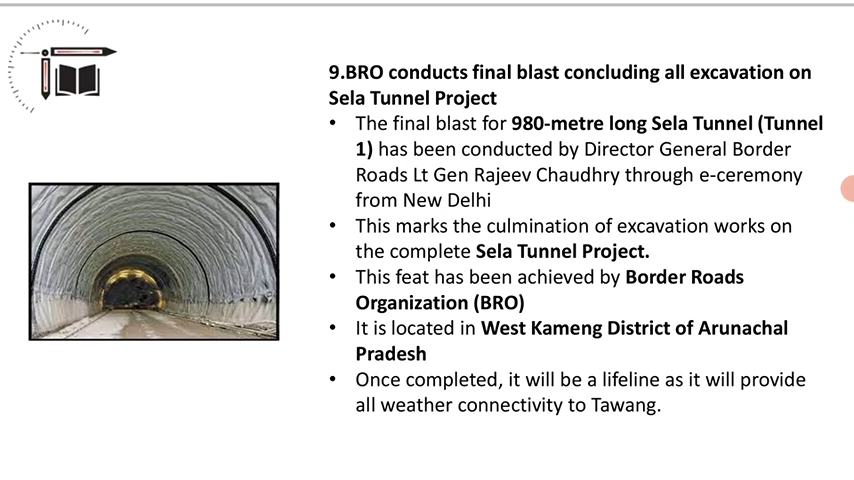 9.BRO conducts final blast concluding all excavation on
Sela Tunnel Project
• The final blast for 980-metre long Sela Tunnel (Tunnel
1) has been conducted by Director General Border
Roads Lt Gen Rajeev Chaudhry through e-ceremony
from New Delhi
• This marks the culmination of excavation works on
the complete Sela Tunnel Project.
• This feat has been achieved by Border Roads
Organization (BRO)
• It is located in West Kameng District of Arunachal
Pradesh
• Once completed, it will be a lifeline as it will provide
all weather connectivity to Tawang.